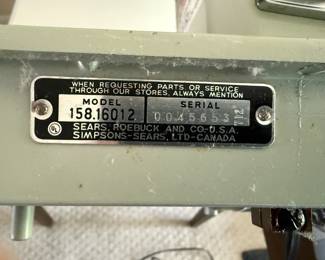 WHEN REQUESTING PARTS OR SERVICE
THROUGH OUR STORES, ALWAYS MENTION
MODEL SERIAL
158.16012 0045653
SEARS, ROEBUCK AND CO.-U.S.A.
SIMPSONS-SEARS, LTD-CANADA